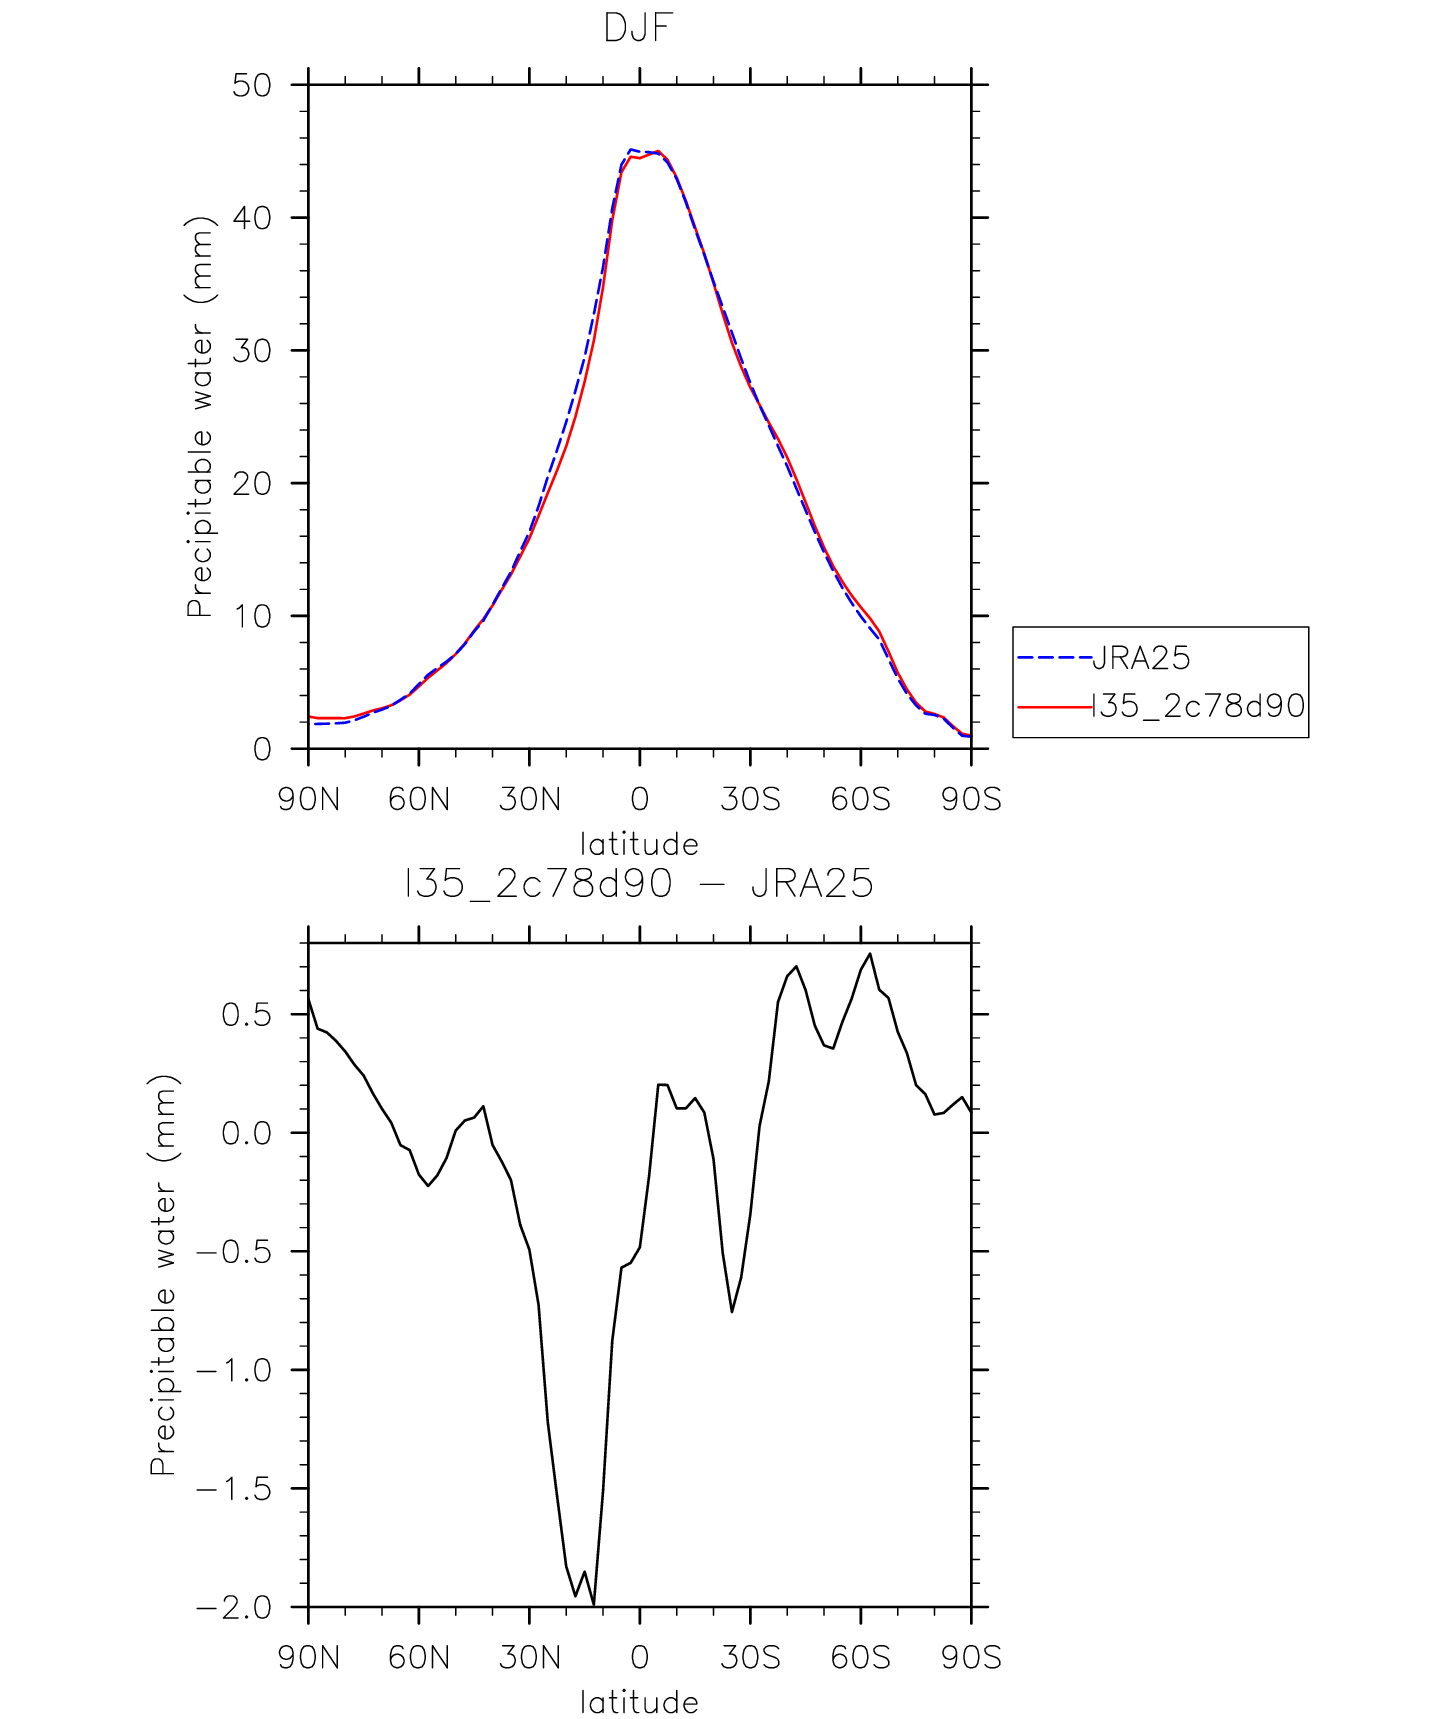 DJF
50
40
30
20
10
0
Precipitable water (mm)
90N 60N 30N 0 30S 60S 90S
latitude
JRA25
I35_2c78d90
I35_2c78d90 − JRA25
0.5
0.0
−0.5
−1.0
−1.5
−2.0
Precipitable water (mm)
90N 60N 30N 0 30S 60S 90S
latitude